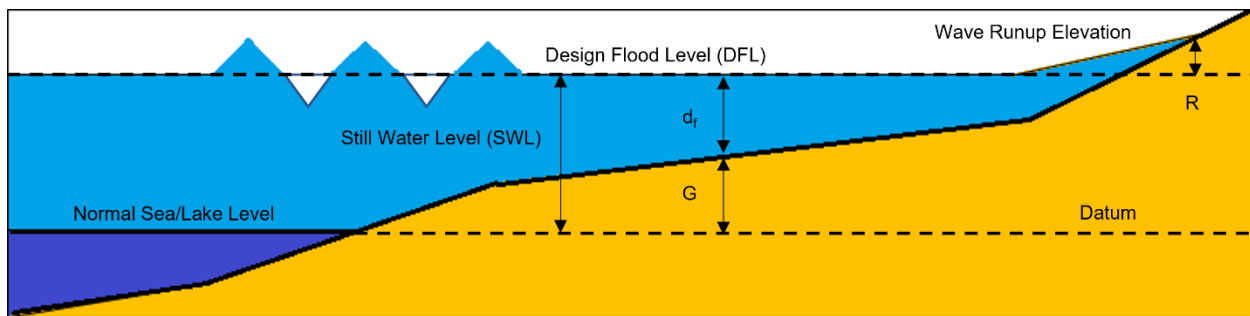 Wave Runup Elevation
Design Flood Level (DFL)
R
d_f
Still Water Level (SWL)
G
Normal Sea/Lake Level
Datum